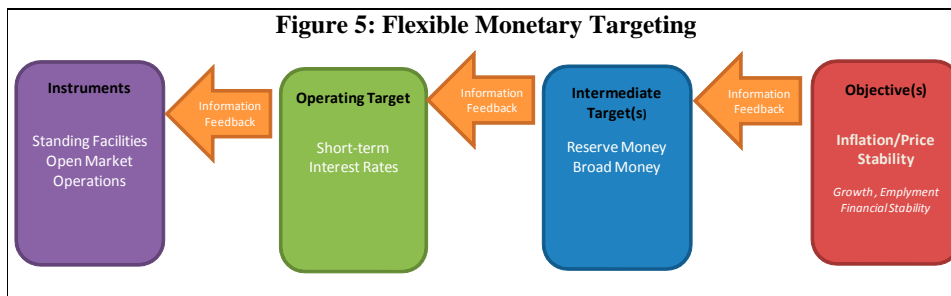 Figure 5: Flexible Monetary Targeting
Instruments
Standing Facilities
Open Market
Operations
Information
Feedback
Operating Target
Short-term
Interest Rates
Information
Feedback
Intermediate
Target(s)
Reserve Money
Broad Money
Information
Feedback
Objective(s)
Inflation/Price
Stability
Growth , Emplyment
Financial Stability